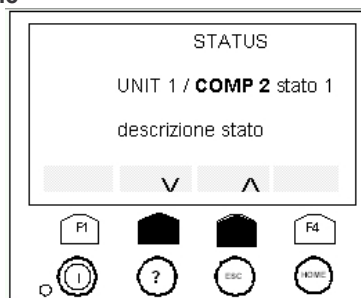 STATUS
UNIT 1 / COMP 2 stato 1
descrizione stato
V Λ
F1 F4
? ESC HOME